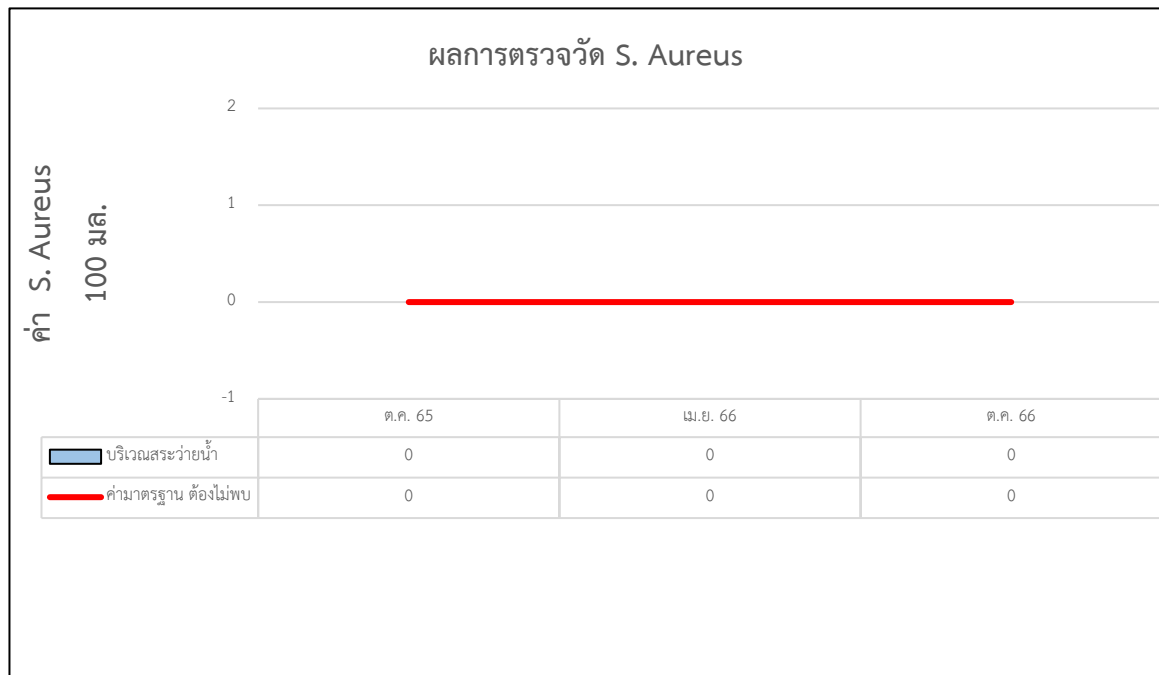 ผลการตรวจวัด S. Aureus
ค่า S. Aureus
100 มล.
2
1
0
-1
ต.ค. 65 เม.ย. 66 ต.ค. 66
บริเวณสระว่ายน้ำ 0 0 0
ค่ามาตรฐาน ต้องไม่พบ 0 0 0